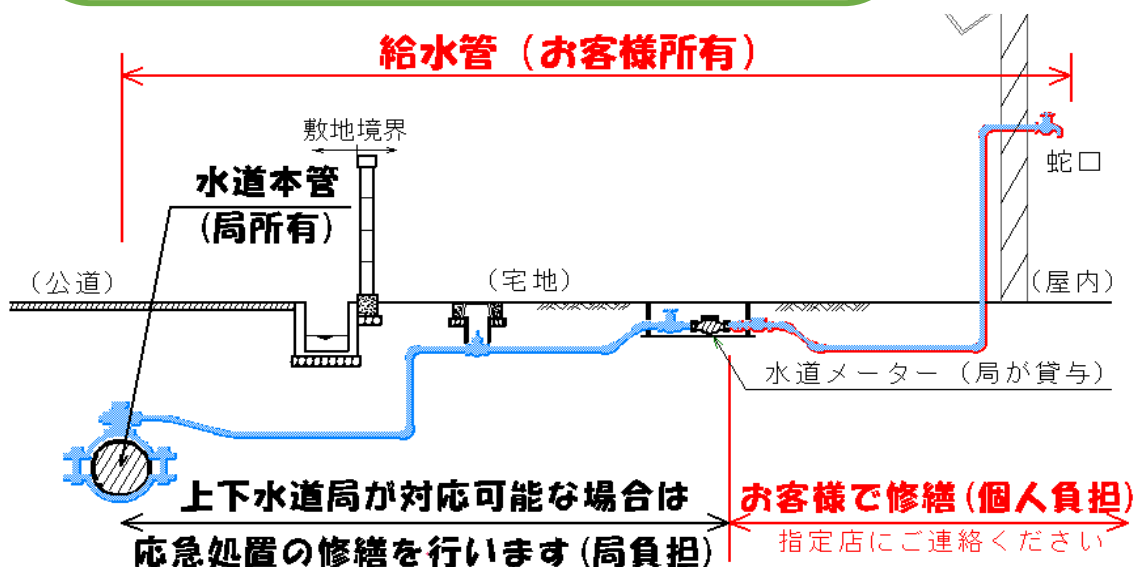 給水管（お客様所有）
敷地境界
水道本管
(局所有)
蛇口
（公道）
（宅地）
（屋内）
水道メーター（局が貸与）
上下水道局が対応可能な場合は
応急処置の修繕を行います(局負担)
お客様で修繕(個人負担)
指定店にご連絡ください